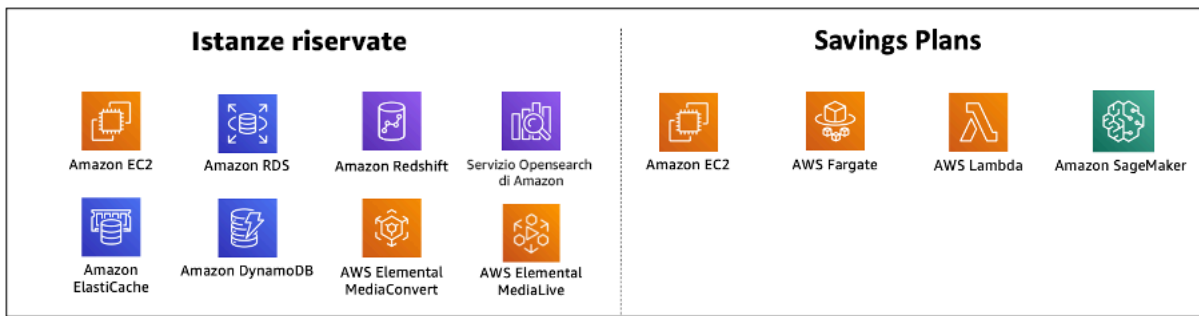 Istanze riservate
Amazon EC2
Amazon RDS
Amazon Redshift
Servizio Opensearch
di Amazon
Amazon
ElastiCache
Amazon DynamoDB
AWS Elemental
MediaConvert
AWS Elemental
MediaLive
Savings Plans
Amazon EC2
AWS Fargate
AWS Lambda
Amazon SageMaker